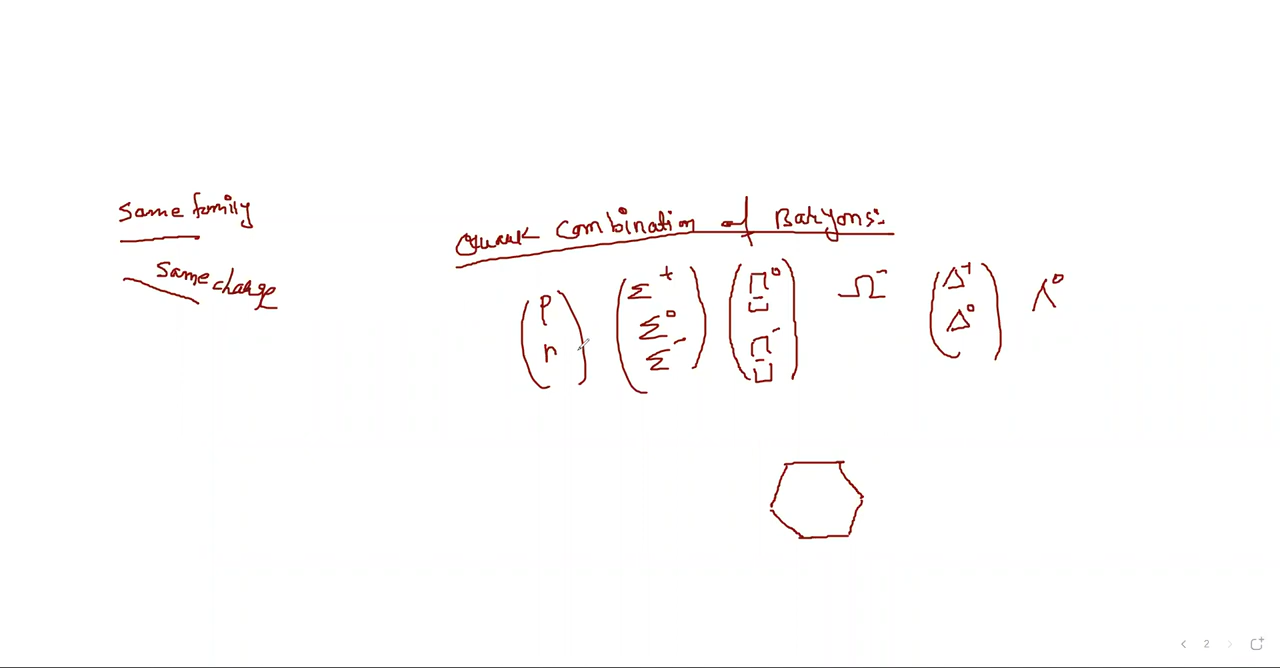 Same family
Same charge
Quark Combination of Baryons:
p
n
Σ+
Σ0
Σ-
Ξ0
Ξ-
Ω-
Δ+
Δ0
Λ0
2